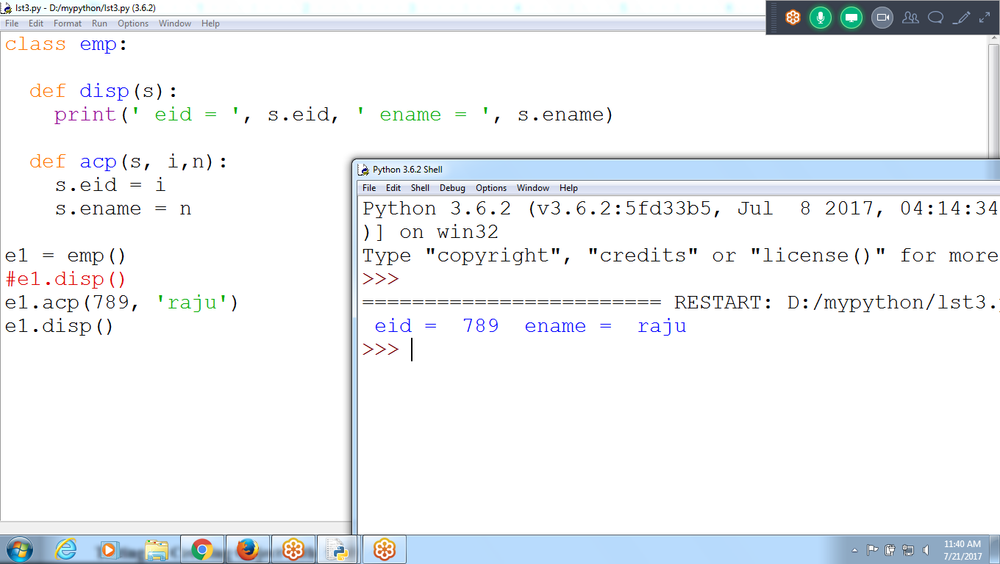 lst3.py - D:/mypython/lst3.py (3.6.2)
File Edit Format Run Options Window Help
class emp:
def disp(s):
print(' eid = ', s.eid, ' ename = ', s.ename)
def acp(s, i,n):
s.eid = i
s.ename = n
e1 = emp()
#e1.disp()
e1.acp(789, 'raju')
e1.disp()
Python 3.6.2 Shell
File Edit Shell Debug Options Window Help
Python 3.6.2 (v3.6.2:5fd33b5, Jul  8 2017, 04:14:34
)] on win32
Type "copyright", "credits" or "license()" for more
>>>
======================== RESTART: D:/mypython/lst3.
eid =  789  ename =  raju
>>>
11:40 AM
7/21/2017